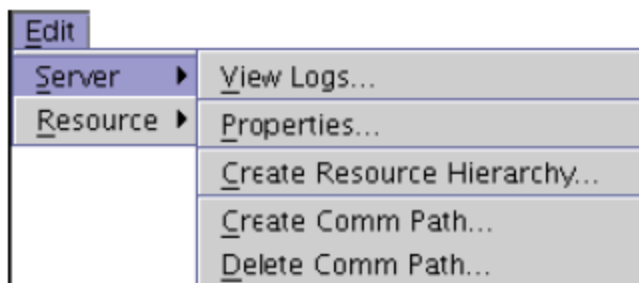 Edit
Server
Resource
View Logs...
Properties...
Create Resource Hierarchy...
Create Comm Path...
Delete Comm Path...